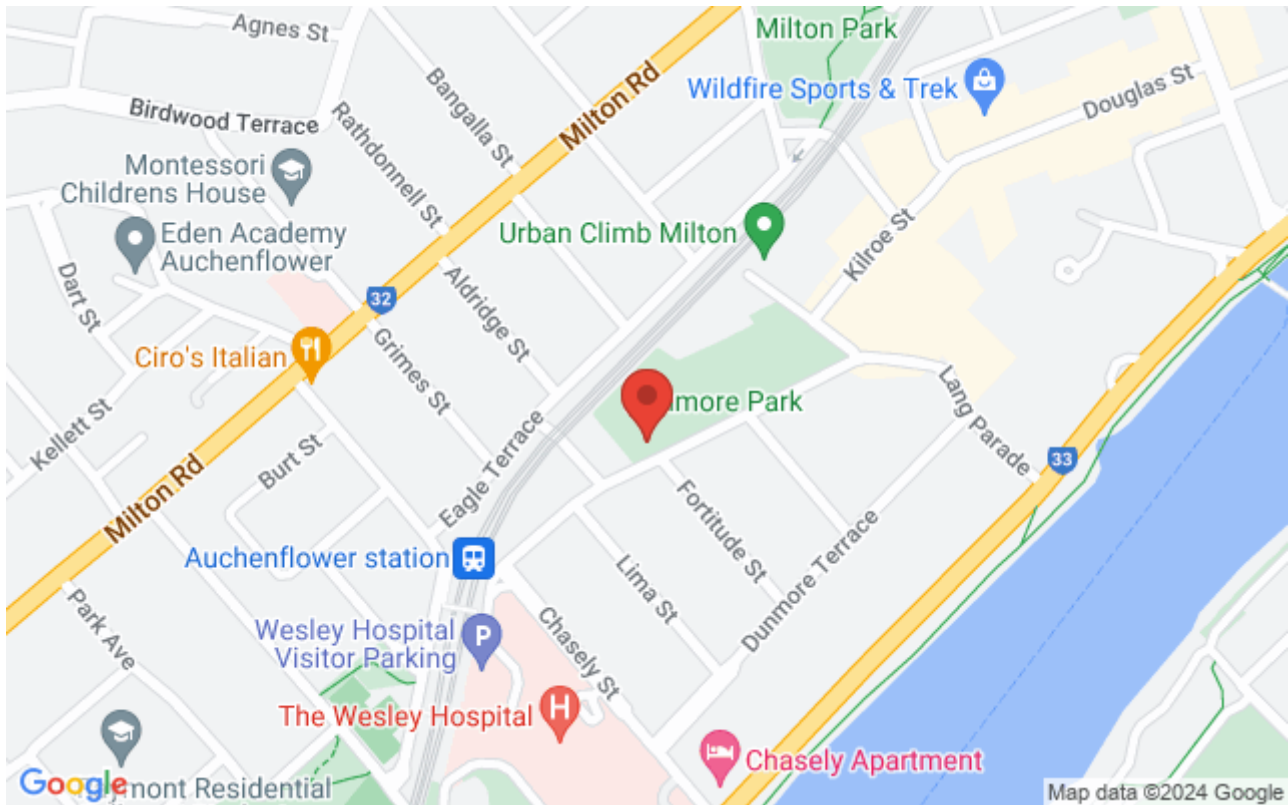 Agnes St
Milton Park
Wildfire Sports & Trek
Douglas St
Birdwood Terrace
Bangalla St
Milton Rd
Rathdonnell St
Montessori
Childrens House
Urban Climb Milton
Eden Academy
Auchenflower
Kilroe St
Dart St
Aldridge St
32
Ciro's Italian
Grimes St
more Park
Lang Parade
Kellett St
Burt St
Eagle Terrace
33
Milton Rd
Fortitude St
Auchenflower station
Lima St
Dunmore Terrace
Park Ave
Chasely St
Wesley Hospital
Visitor Parking
P
The Wesley Hospital
H
Chasely Apartment
Google
mont Residential
Map data ©2024 Google